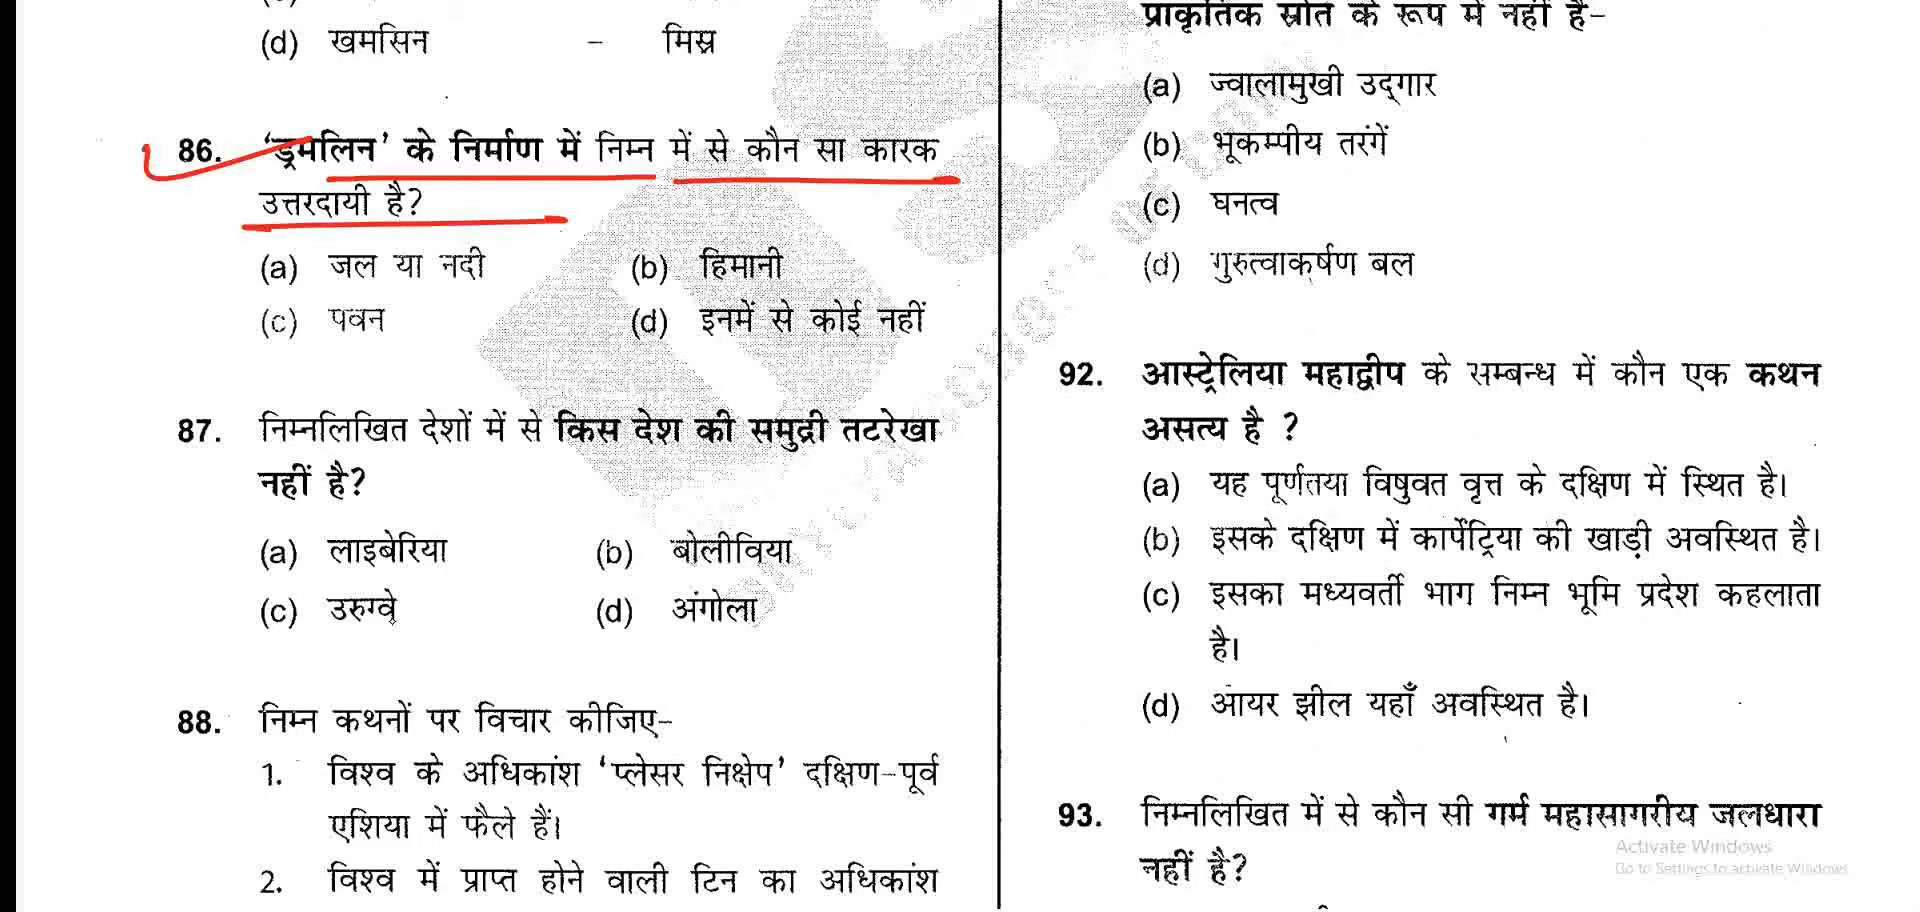 (d) खमसिन – मिस्र
86. 'ड्रमलिन' के निर्माण में निम्न में से कौन सा कारक
उत्तरदायी है?
(a) जल या नदी (b) हिमानी
(c) पवन (d) इनमें से कोई नहीं
87. निम्नलिखित देशों में से किस देश की समुद्री तटरेखा
नहीं है?
(a) लाइबेरिया (b) बोलीविया
(c) उरुग्वे (d) अंगोला
88. निम्न कथनों पर विचार कीजिए–
1. विश्व के अधिकांश 'प्लेसर निक्षेप' दक्षिण–पूर्व
एशिया में फैले हैं।
2. विश्व में प्राप्त होने वाली टिन का अधिकांश
प्राकृतिक स्रोत के रूप में नहीं है–
(a) ज्वालामुखी उद्गार
(b) भूकम्पीय तरंगें
(c) घनत्व
(d) गुरुत्वाकर्षण बल
92. आस्ट्रेलिया महाद्वीप के सम्बन्ध में कौन एक कथन
असत्य है ?
(a) यह पूर्णतया विषुवत वृत्त के दक्षिण में स्थित है।
(b) इसके दक्षिण में कार्पेंट्रिया की खाड़ी अवस्थित है।
(c) इसका मध्यवर्ती भाग निम्न भूमि प्रदेश कहलाता
है।
(d) आयर झील यहाँ अवस्थित है।
93. निम्नलिखित में से कौन सी गर्म महासागरीय जलधारा
नहीं है?
Activate Windows
Go to Settings to activate Windows